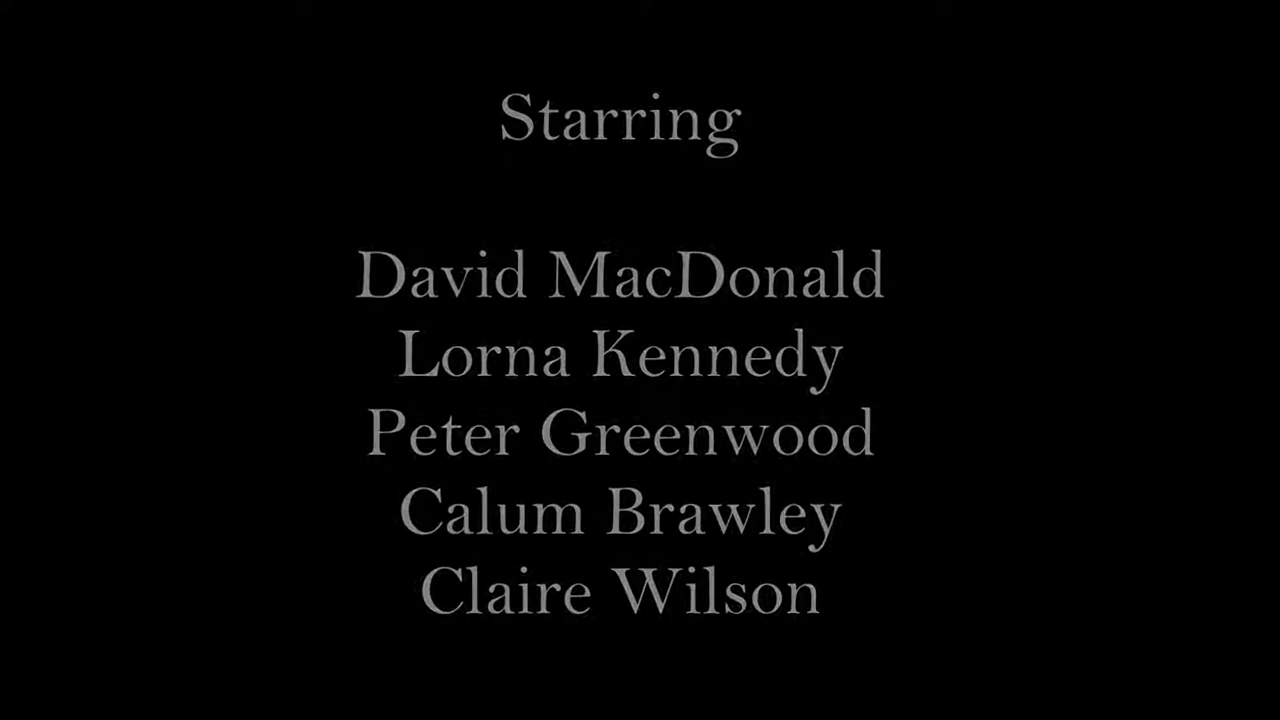 Starring
David MacDonald
Lorna Kennedy
Peter Greenwood
Calum Brawley
Claire Wilson